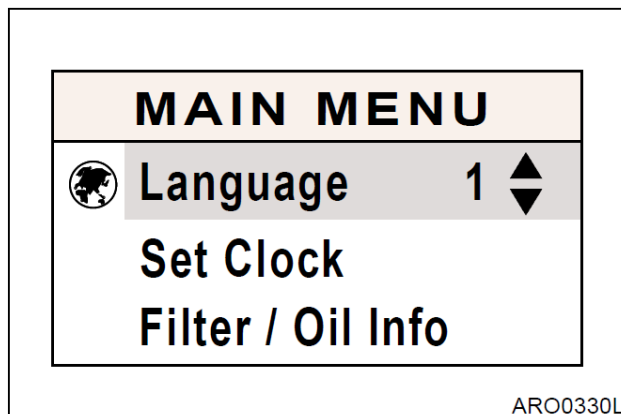 MAIN MENU
Language 1
Set Clock
Filter / Oil Info
ARO0330L